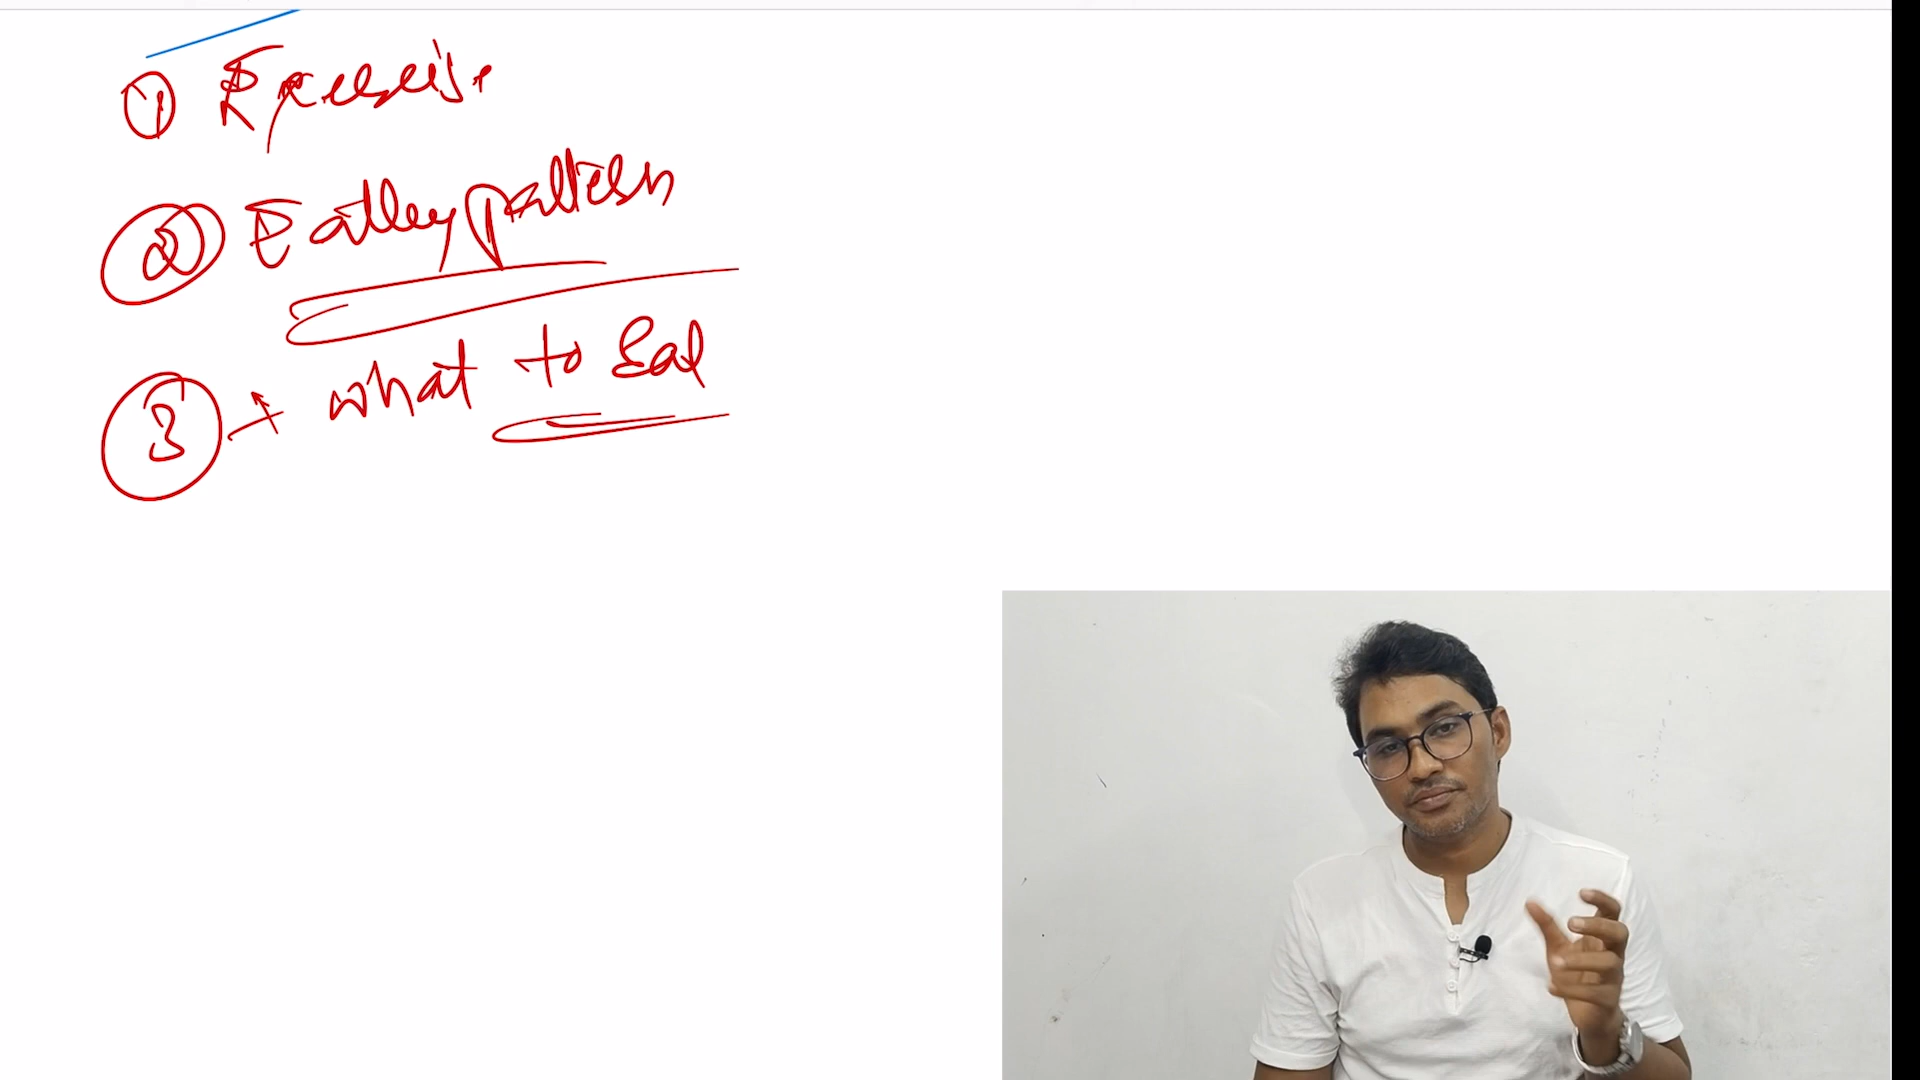 ① Exercise
② Eating pattern
③ → what to Eat